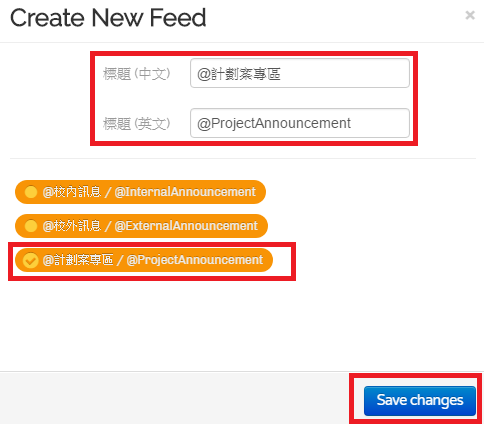 Create New Feed ×
標題 (中文) @計劃案專區
標題 (英文) @ProjectAnnouncement
@校內訊息 / @InternalAnnouncement
@校外訊息 / @ExternalAnnouncement
@計劃案專區 / @ProjectAnnouncement
Save changes